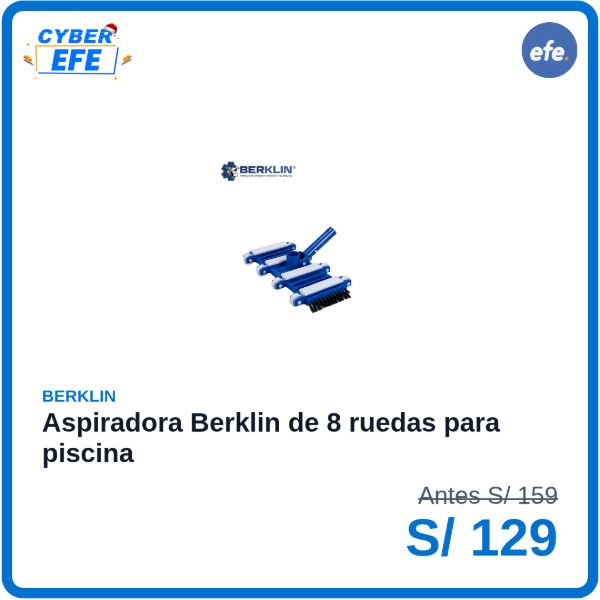 CYBER
EFE
efe.
BERKLIN®
BERKLIN
Aspiradora Berklin de 8 ruedas para
piscina
Antes S/ 159
S/ 129